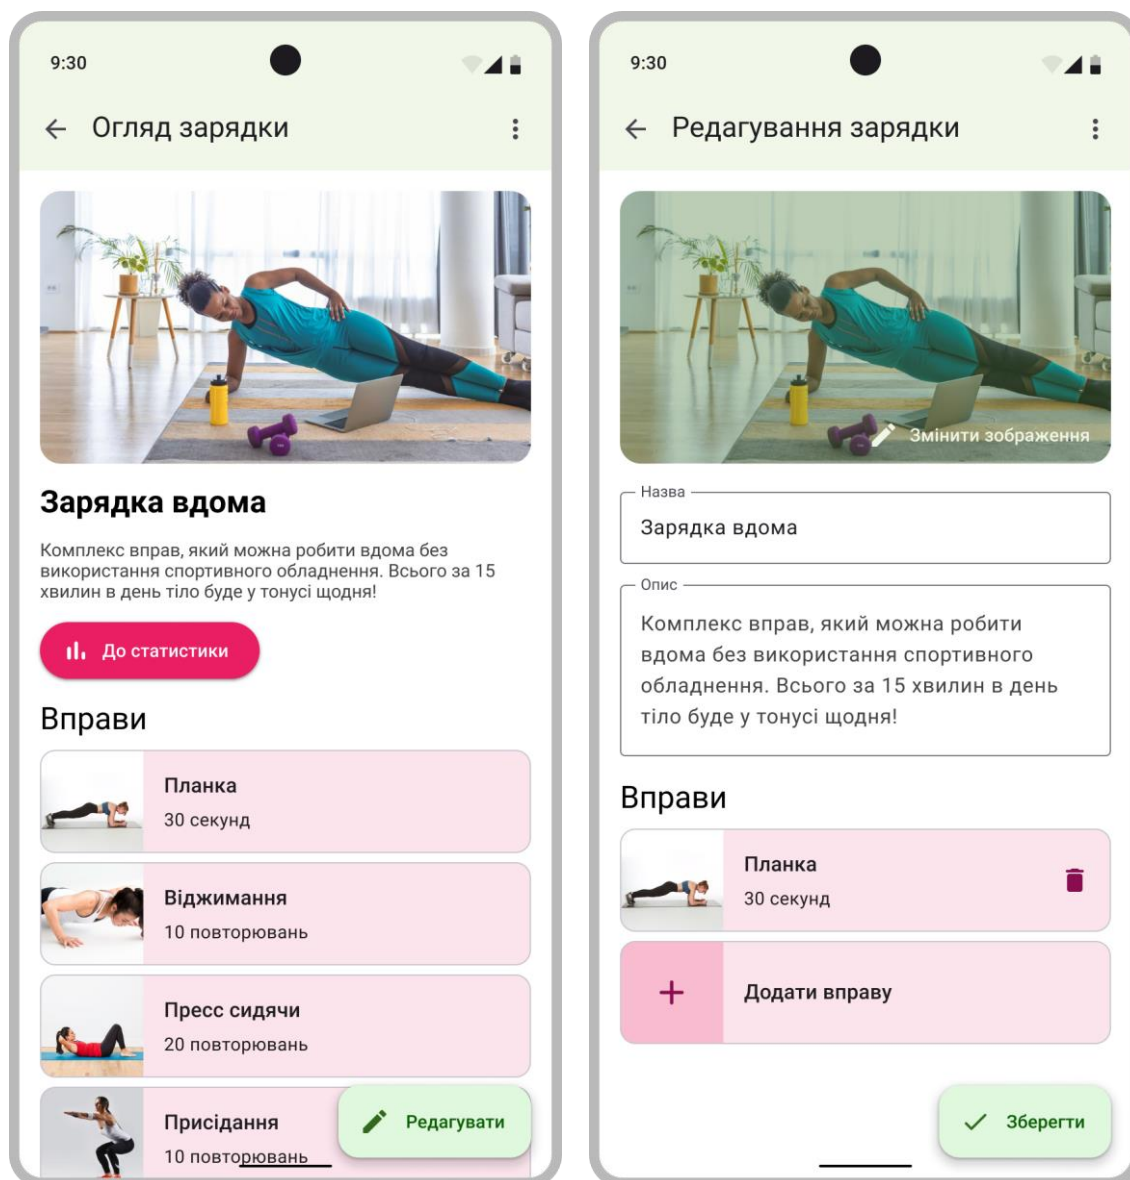 9:30
Огляд зарядки
Зарядка вдома
Комплекс вправ, який можна робити вдома без
використання спортивного обладнення. Всього за 15
хвилин в день тіло буде у тонусі щодня!
До статистики
Вправи
Планка
30 секунд
Віджимання
10 повторювань
Пресс сидячи
20 повторювань
Присідання
10 повторювань
Редагувати
9:30
Редагування зарядки
Змінити зображення
Назва
Зарядка вдома
Опис
Комплекс вправ, який можна робити
вдома без використання спортивного
обладнення. Всього за 15 хвилин в день
тіло буде у тонусі щодня!
Вправи
Планка
30 секунд
Додати вправу
Зберегти